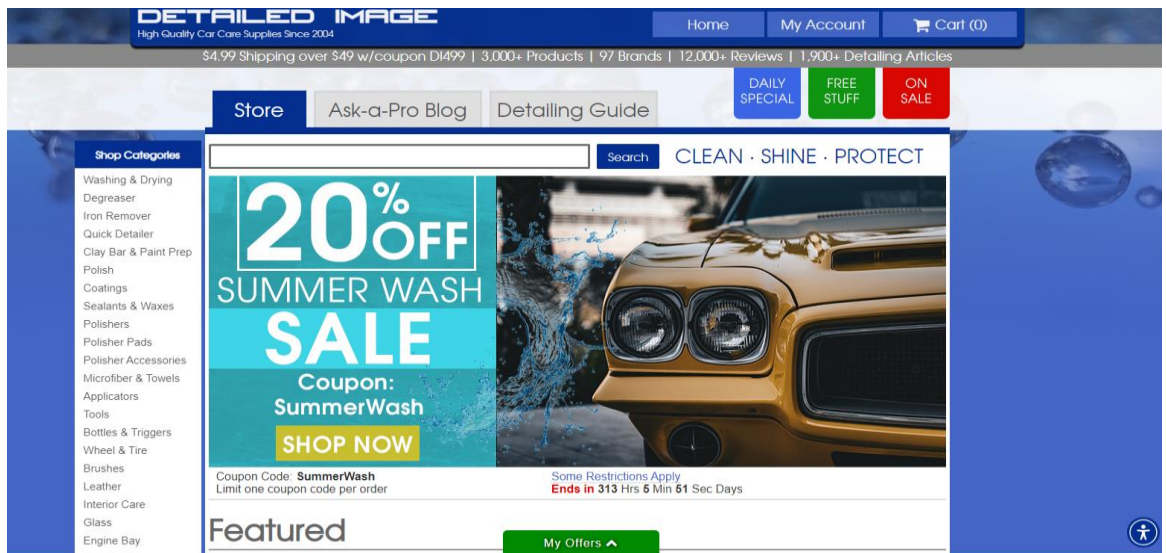 DETAILED IMAGE
High Quality Car Care Supplies Since 2004
Home
My Account
Cart (0)
$4.99 Shipping over $49 w/coupon DI499 | 3,000+ Products | 97 Brands | 12,000+ Reviews | 1,900+ Detailing Articles
Store
Ask-a-Pro Blog
Detailing Guide
DAILY
SPECIAL
FREE
STUFF
ON
SALE
Shop Categories
Washing & Drying
Degreaser
Iron Remover
Quick Detailer
Clay Bar & Paint Prep
Polish
Coatings
Sealants & Waxes
Polishers
Polisher Pads
Polisher Accessories
Microfiber & Towels
Applicators
Tools
Bottles & Triggers
Wheel & Tire
Brushes
Leather
Interior Care
Glass
Engine Bay
Search
CLEAN · SHINE · PROTECT
20% OFF
SUMMER WASH
SALE
Coupon:
SummerWash
SHOP NOW
Coupon Code: SummerWash
Limit one coupon code per order
Some Restrictions Apply
Ends in 313 Hrs 5 Min 51 Sec Days
Featured
My Offers